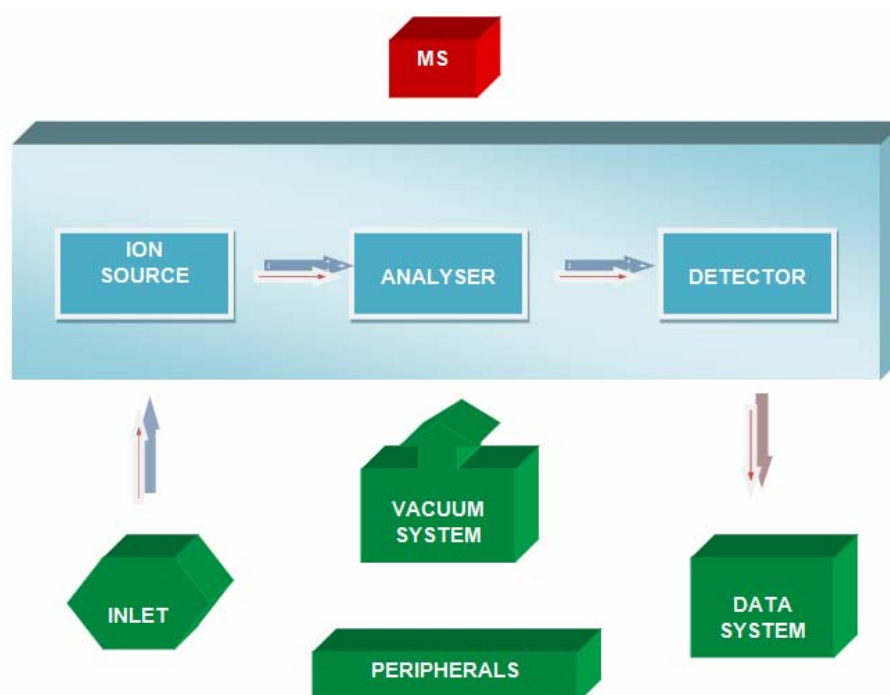 MS
ION
SOURCE
ANALYSER
DETECTOR
VACUUM
SYSTEM
INLET
DATA
SYSTEM
PERIPHERALS